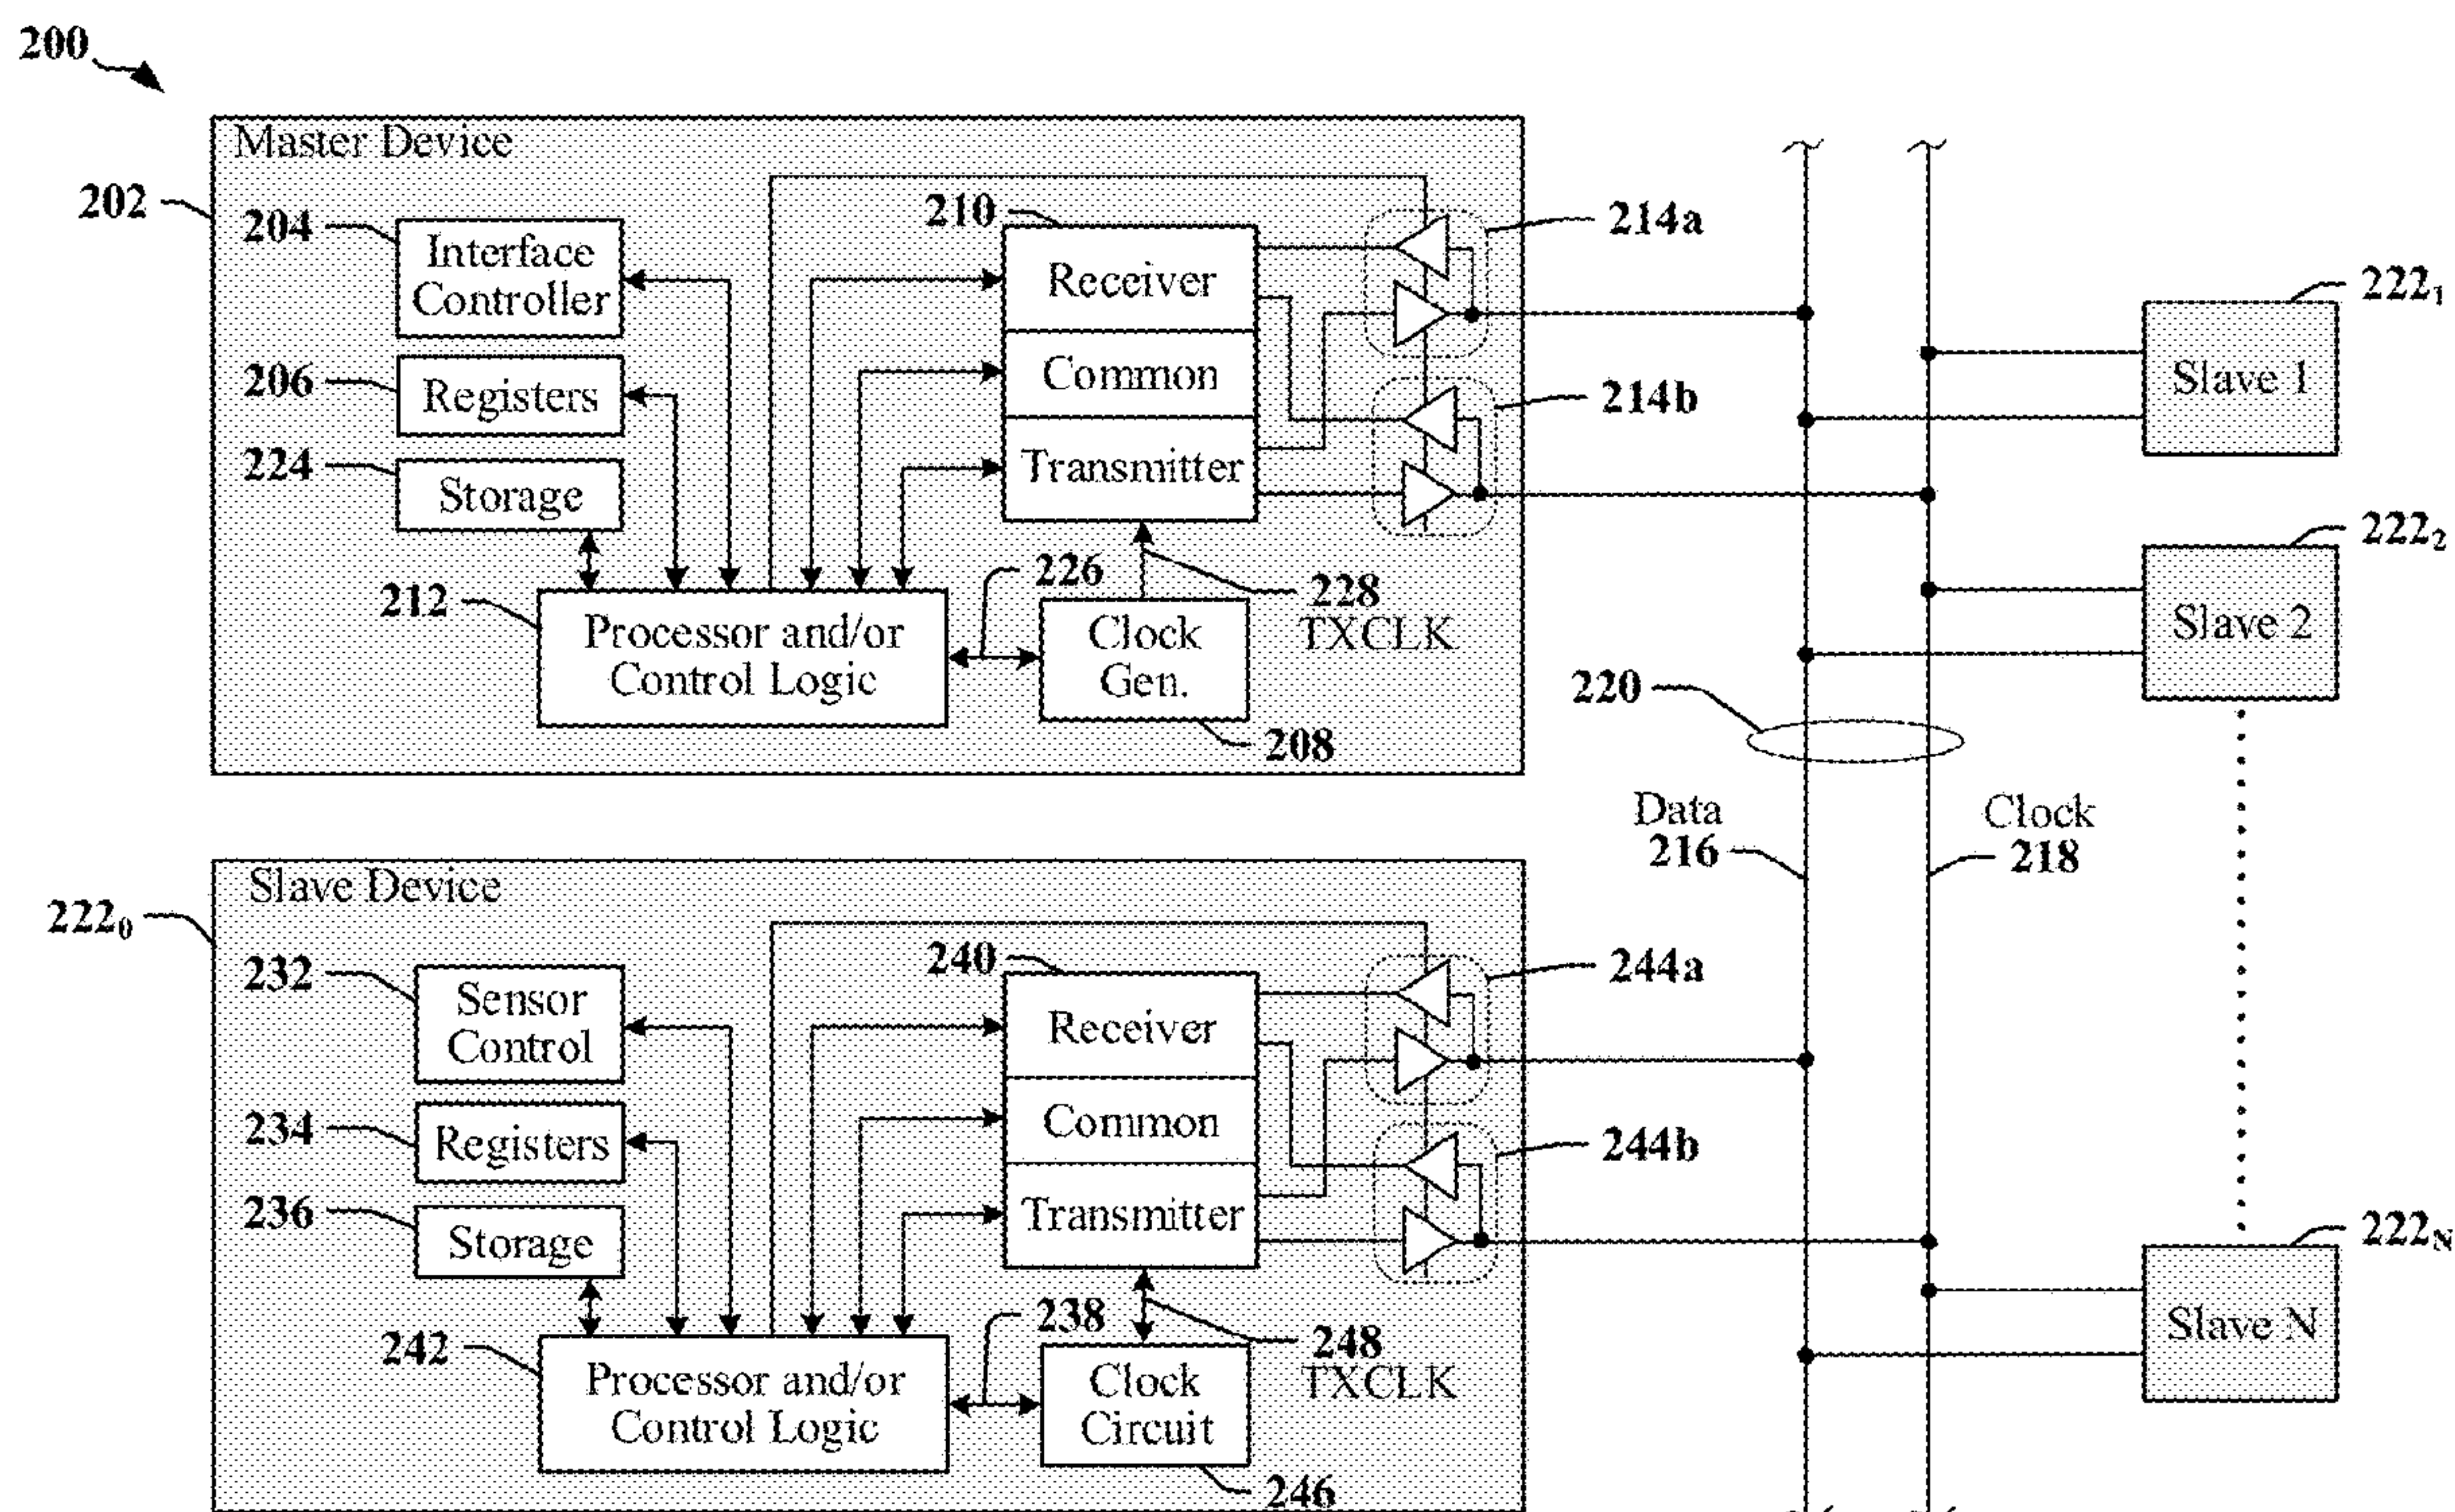 200
Master Device
202
204
Interface
Controller
206
Registers
224
Storage
212
Processor and/or
Control Logic
210
Receiver
Common
Transmitter
226
228
TXCLK
Clock
Gen.
208
214a
214b
222₁
Slave 1
222₂
Slave 2
220
Data
216
Clock
218
Slave Device
222₀
232
Sensor
Control
234
Registers
236
Storage
242
Processor and/or
Control Logic
240
Receiver
Common
Transmitter
238
248
TXCLK
Clock
Circuit
246
244a
244b
222N
Slave N